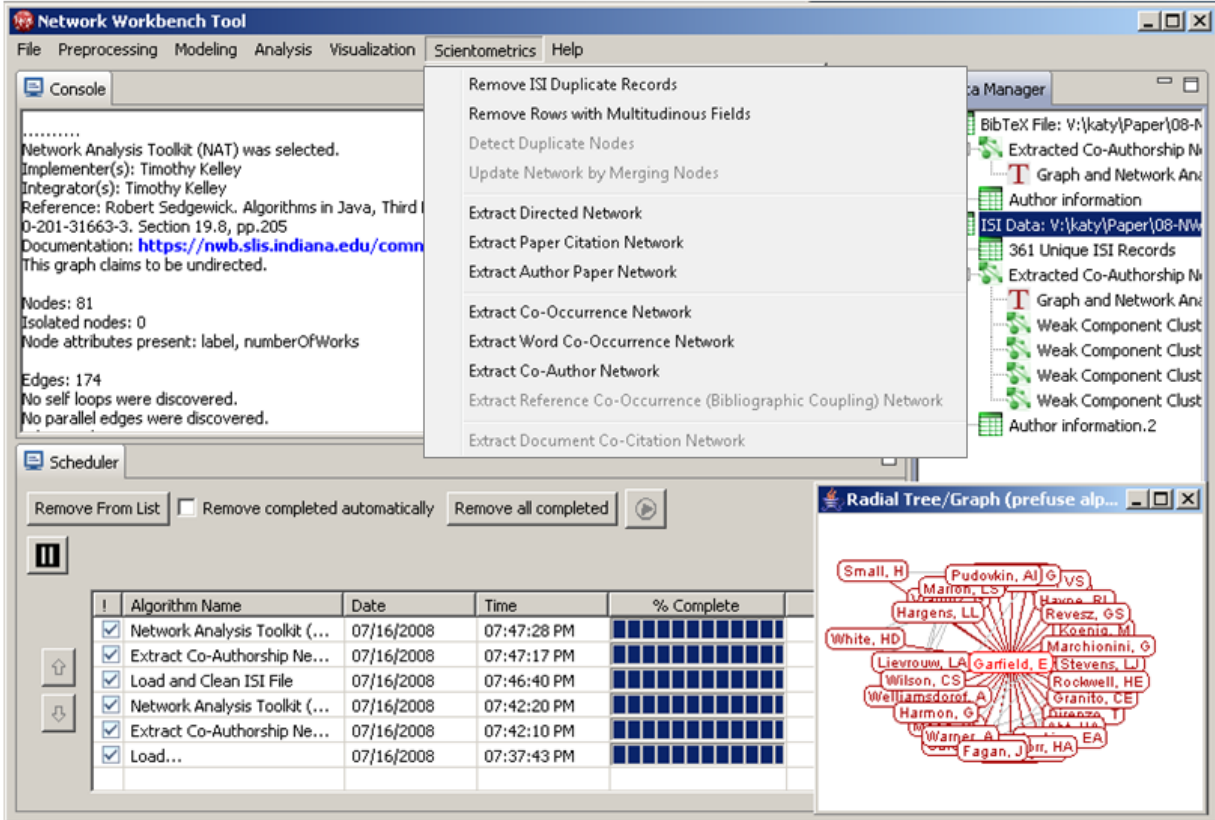 Network Workbench Tool
File Preprocessing Modeling Analysis Visualization Scientometrics Help
Console
..........
Network Analysis Toolkit (NAT) was selected.
Implementer(s): Timothy Kelley
Integrator(s): Timothy Kelley
Reference: Robert Sedgewick. Algorithms in Java, Third
0-201-31663-3. Section 19.8, pp.205
Documentation: https://nwb.slis.indiana.edu/comn
This graph claims to be undirected.
Nodes: 81
Isolated nodes: 0
Node attributes present: label, numberOfWorks
Edges: 174
No self loops were discovered.
No parallel edges were discovered.
Remove ISI Duplicate Records
Remove Rows with Multitudinous Fields
Detect Duplicate Nodes
Update Network by Merging Nodes
Extract Directed Network
Extract Paper Citation Network
Extract Author Paper Network
Extract Co-Occurrence Network
Extract Word Co-Occurrence Network
Extract Co-Author Network
Extract Reference Co-Occurrence (Bibliographic Coupling) Network
Extract Document Co-Citation Network
ta Manager
BibTeX File: V:\katy\Paper\08-N
Extracted Co-Authorship N
Graph and Network Ana
Author information
ISI Data: V:\katy\Paper\08-NW
361 Unique ISI Records
Extracted Co-Authorship N
Graph and Network Ana
Weak Component Clust
Weak Component Clust
Weak Component Clust
Weak Component Clust
Author information.2
Scheduler
Remove From List Remove completed automatically Remove all completed
! Algorithm Name Date Time % Complete
Network Analysis Toolkit (... 07/16/2008 07:47:28 PM
Extract Co-Authorship Ne... 07/16/2008 07:47:17 PM
Load and Clean ISI File 07/16/2008 07:46:40 PM
Network Analysis Toolkit (... 07/16/2008 07:42:20 PM
Extract Co-Authorship Ne... 07/16/2008 07:42:10 PM
Load... 07/16/2008 07:37:43 PM
Radial Tree/Graph (prefuse alp...
Small, H
Pudovkin, AI
G
VS
Marion, LS
Hayne, RL
Hargens, LL
Revesz, GS
Koenig, M
White, HD
Marchionini, G
Lievrouw, LA
Garfield, E
Stevens, LJ
Wilson, CS
Rockwell, HE
Welljamsdorof, A
Granito, CE
Harmon, G
Warner, A
EA
Fagan, J
orr, HA